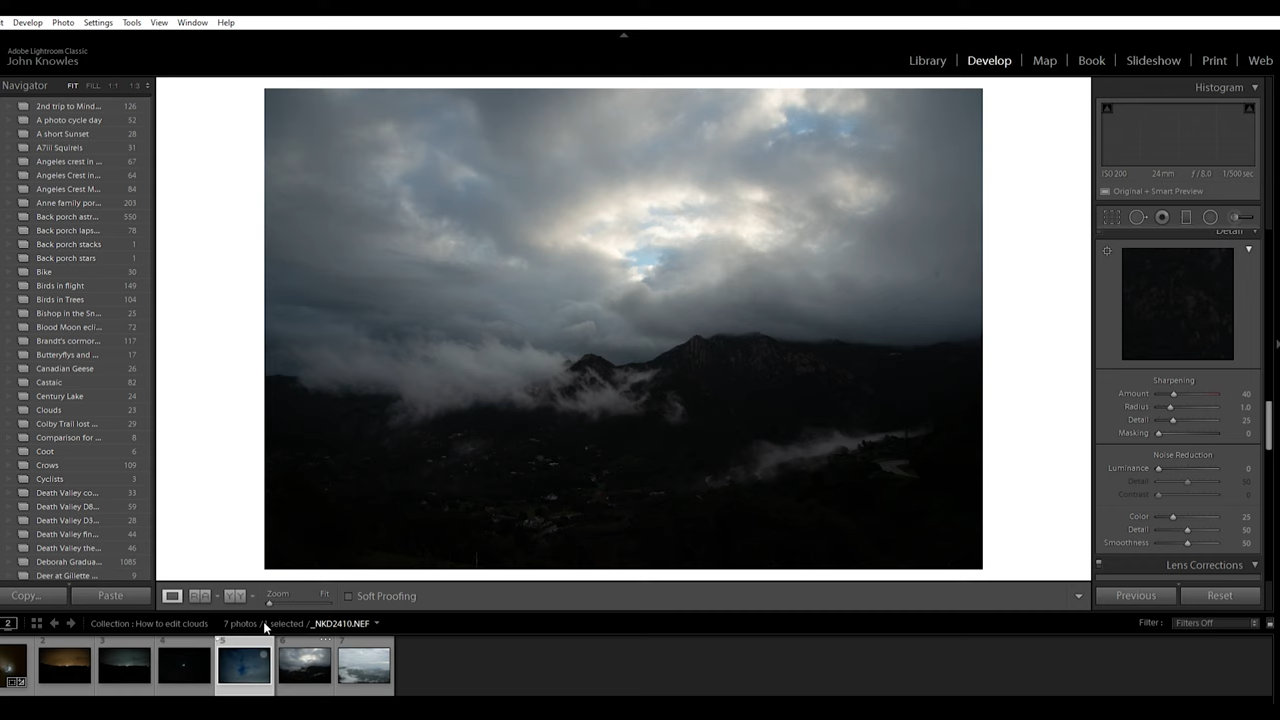 Develop Photo Settings Tools View Window Help
Adobe Lightroom Classic
John Knowles
Library | Develop | Map | Book | Slideshow | Print | Web
Navigator FIT FILL 1:1 1:3
2nd trip to Mind... 126
A photo cycle day 52
A short Sunset 28
A7iii Squirels 31
Angeles crest in ... 67
Angeles Crest in... 64
Angeles Crest M... 84
Anne family por... 203
Back porch astr... 550
Back porch laps... 78
Back porch stacks 1
Back porch stars 1
Bike 30
Birds in flight 149
Birds in Trees 104
Bishop in the Sn... 25
Blood Moon ecli... 72
Brandt's cormor... 117
Butteryflys and ... 17
Canadian Geese 26
Castaic 82
Century Lake 24
Clouds 23
Colby Trail lost ... 29
Comparison for ... 8
Coot 6
Crows 109
Cyclists 3
Death Valley co... 33
Death Valley D8... 59
Death Valley D3... 28
Death Valley fin... 44
Death Valley the... 46
Deborah Gradua... 1085
Deer at Gillette ... 9
Copy... Paste
Histogram
ISO 200 24 mm ƒ / 8.0 1/500 sec
Original + Smart Preview
Detail
Sharpening
Amount 40
Radius 1.0
Detail 25
Masking 0
Noise Reduction
Luminance 0
Detail 50
Contrast 0
Color 25
Detail 50
Smoothness 50
Lens Corrections
Previous Reset
Zoom Fit Soft Proofing
2 Collection : How to edit clouds 7 photos / selected / _NKD2410.NEF Filter : Filters Off
2 3 4 5 6 7